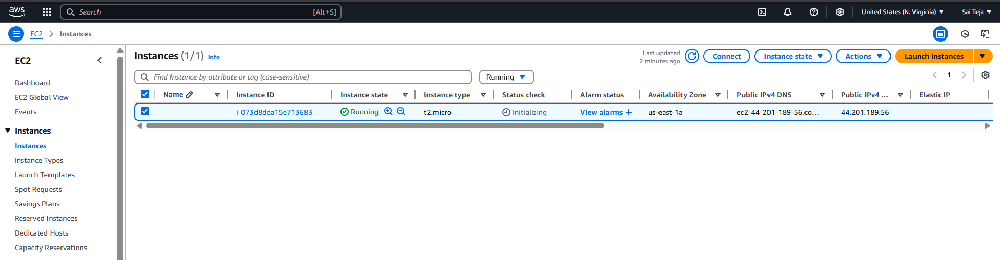 aws
Search [Alt+S]
United States (N. Virginia)
Sai Teja
EC2 Instances
EC2
Dashboard
EC2 Global View
Events
Instances
Instances
Instance Types
Launch Templates
Spot Requests
Savings Plans
Reserved Instances
Dedicated Hosts
Capacity Reservations
Instances (1/1) Info
Last updated
2 minutes ago
Connect
Instance state
Actions
Launch instances
Find Instance by attribute or tag (case-sensitive)
Running
1
Name Instance ID Instance state Instance type Status check Alarm status Availability Zone Public IPv4 DNS Public IPv4 ... Elastic IP
i-073d8dea15e713683 Running t2.micro Initializing View alarms + us-east-1a ec2-44-201-189-56.co... 44.201.189.56 –